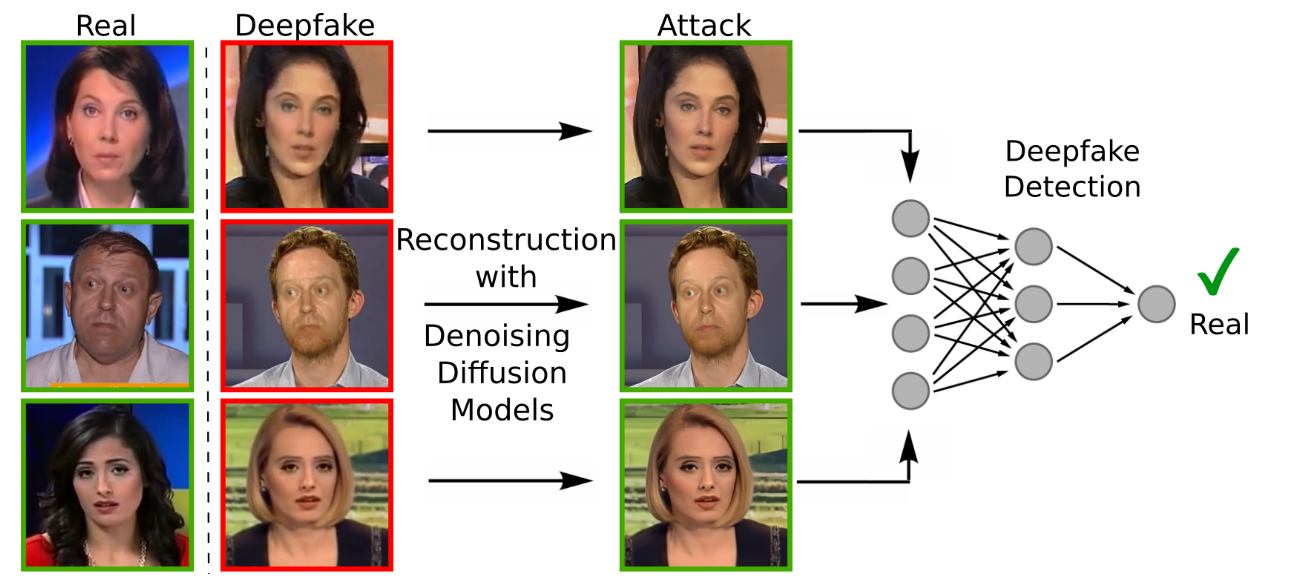 Real
Deepfake
Attack
Reconstruction
with
Denoising
Diffusion
Models
Deepfake
Detection
Real